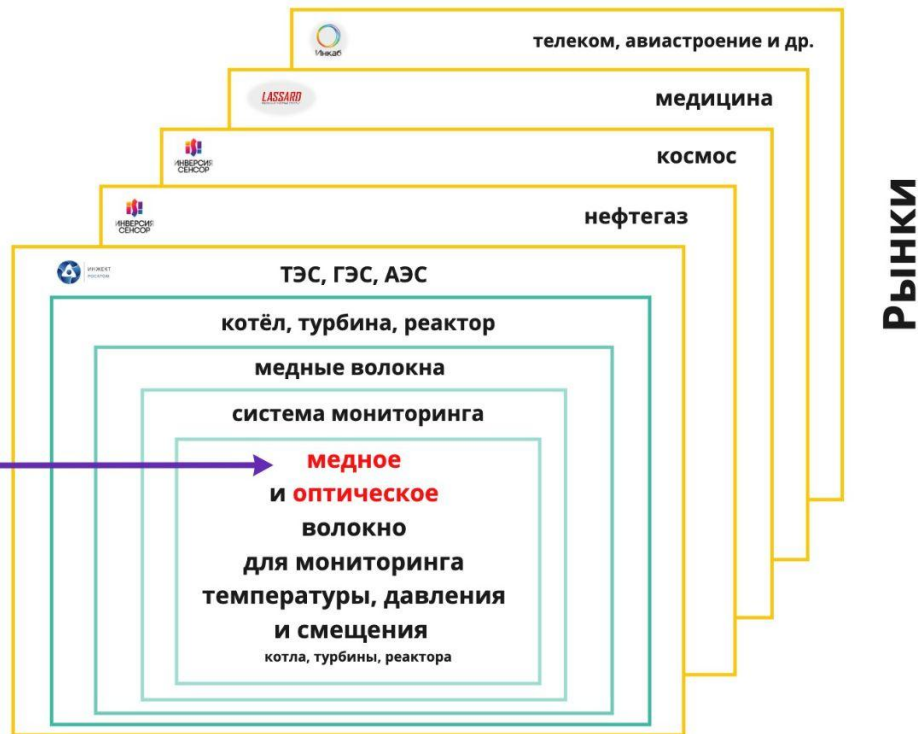 Инкаб
телеком, авиастроение и др.
LASSARD
медицина
ИНВЕРСИЯ
СЕНСОР
космос
ИНВЕРСИЯ
СЕНСОР
нефтегаз
ТЭС, ГЭС, АЭС
котёл, турбина, реактор
медные волокна
система мониторинга
медное
и оптическое
волокно
для мониторинга
температуры, давления
и смещения
котла, турбины, реактора
Рынки